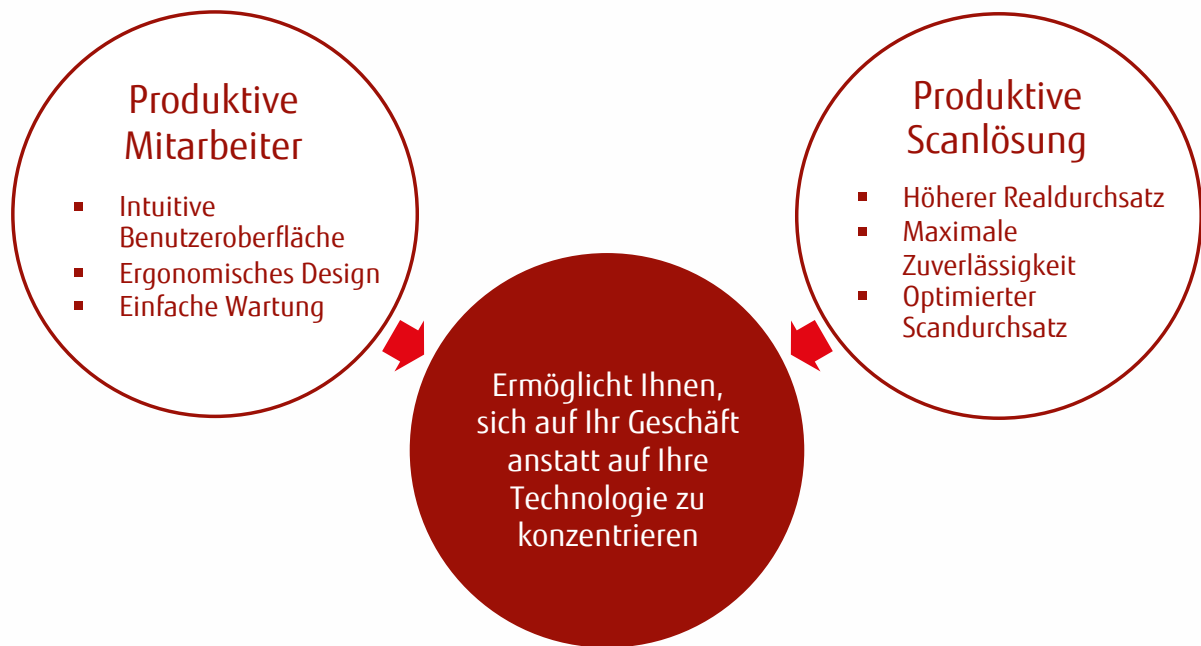 Produktive
Mitarbeiter
▪ Intuitive
Benutzeroberfläche
▪ Ergonomisches Design
▪ Einfache Wartung
Produktive
Scanlösung
▪ Höherer Realdurchsatz
▪ Maximale
Zuverlässigkeit
▪ Optimierter
Scandurchsatz
Ermöglicht Ihnen,
sich auf Ihr Geschäft
anstatt auf Ihre
Technologie zu
konzentrieren